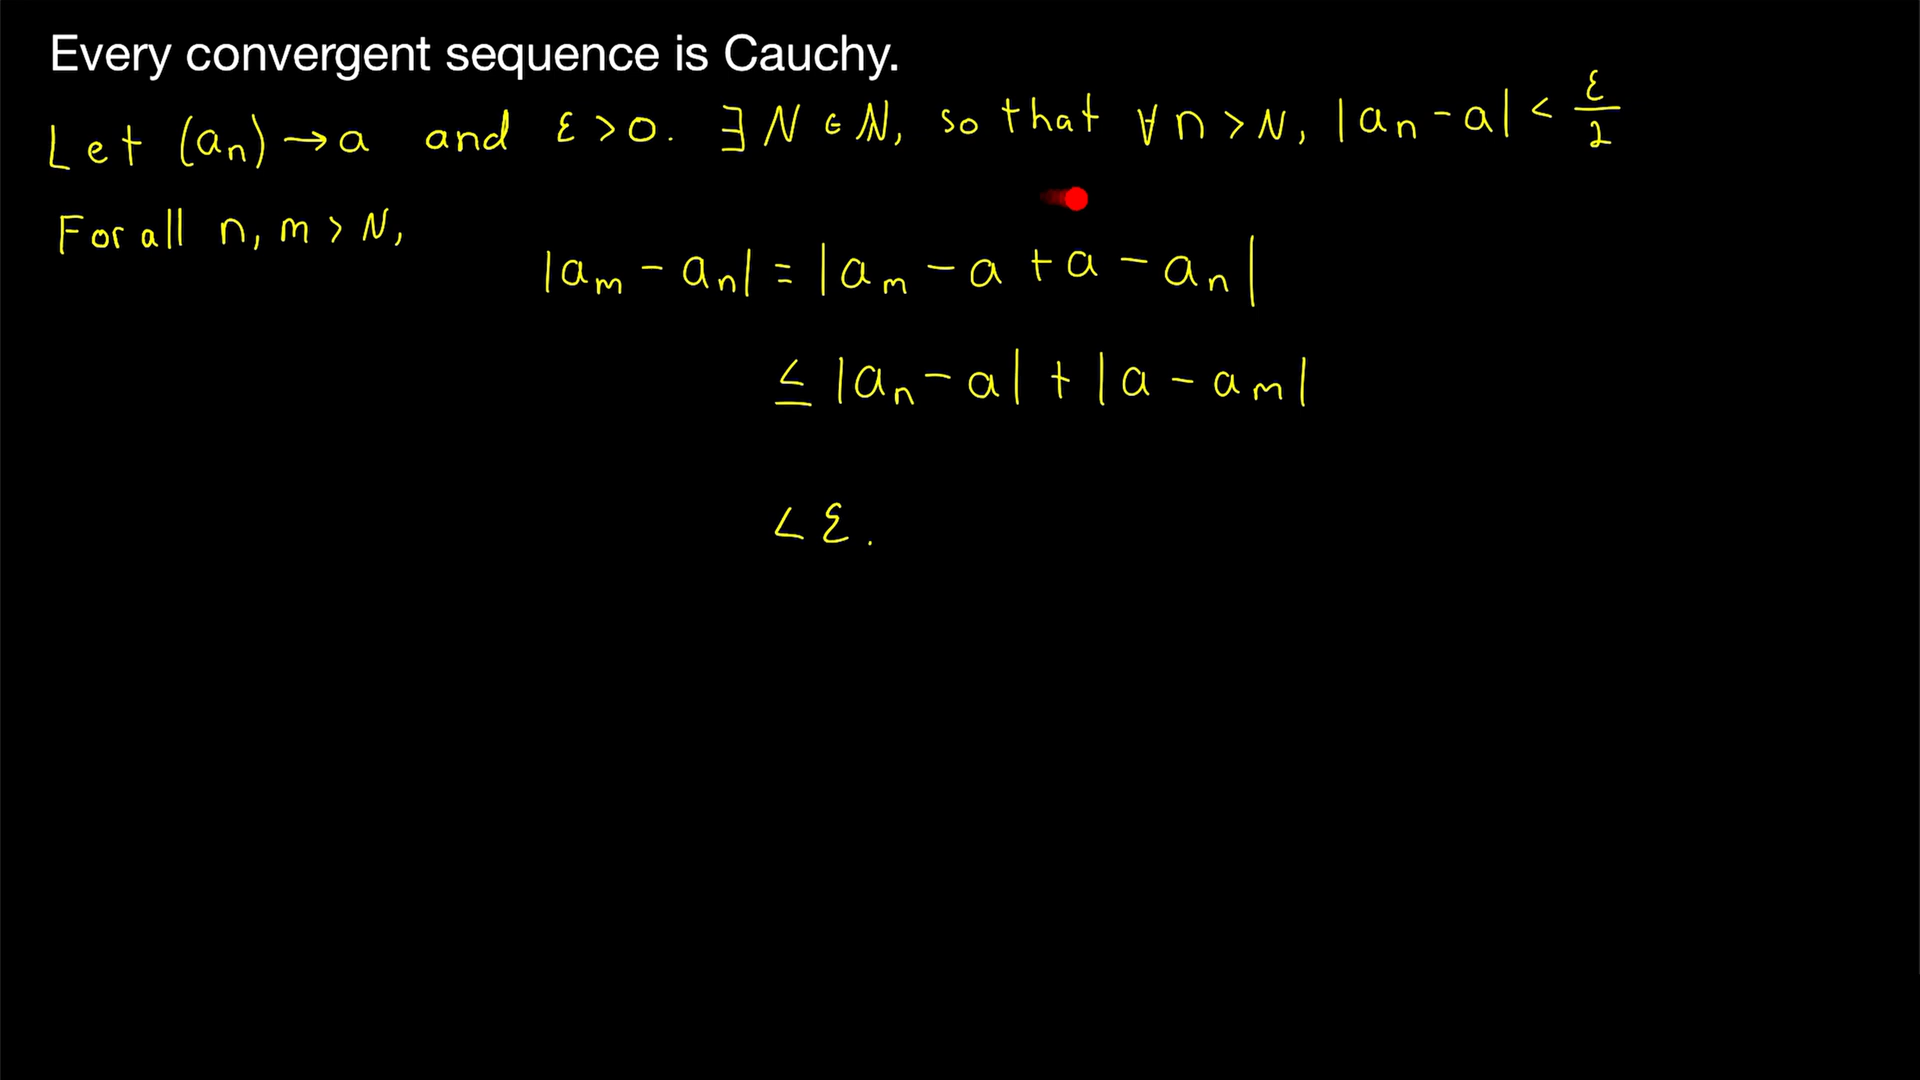 Every convergent sequence is Cauchy.
Let (aₙ) → a and ε > 0. ∃ N ∈ ℕ, so that ∀ n > N, |aₙ - a| < ε/2
For all n, m > N,
|aₘ - aₙ| = |aₘ - a + a - aₙ|
≤ |aₙ - a| + |a - aₘ|
< ε.